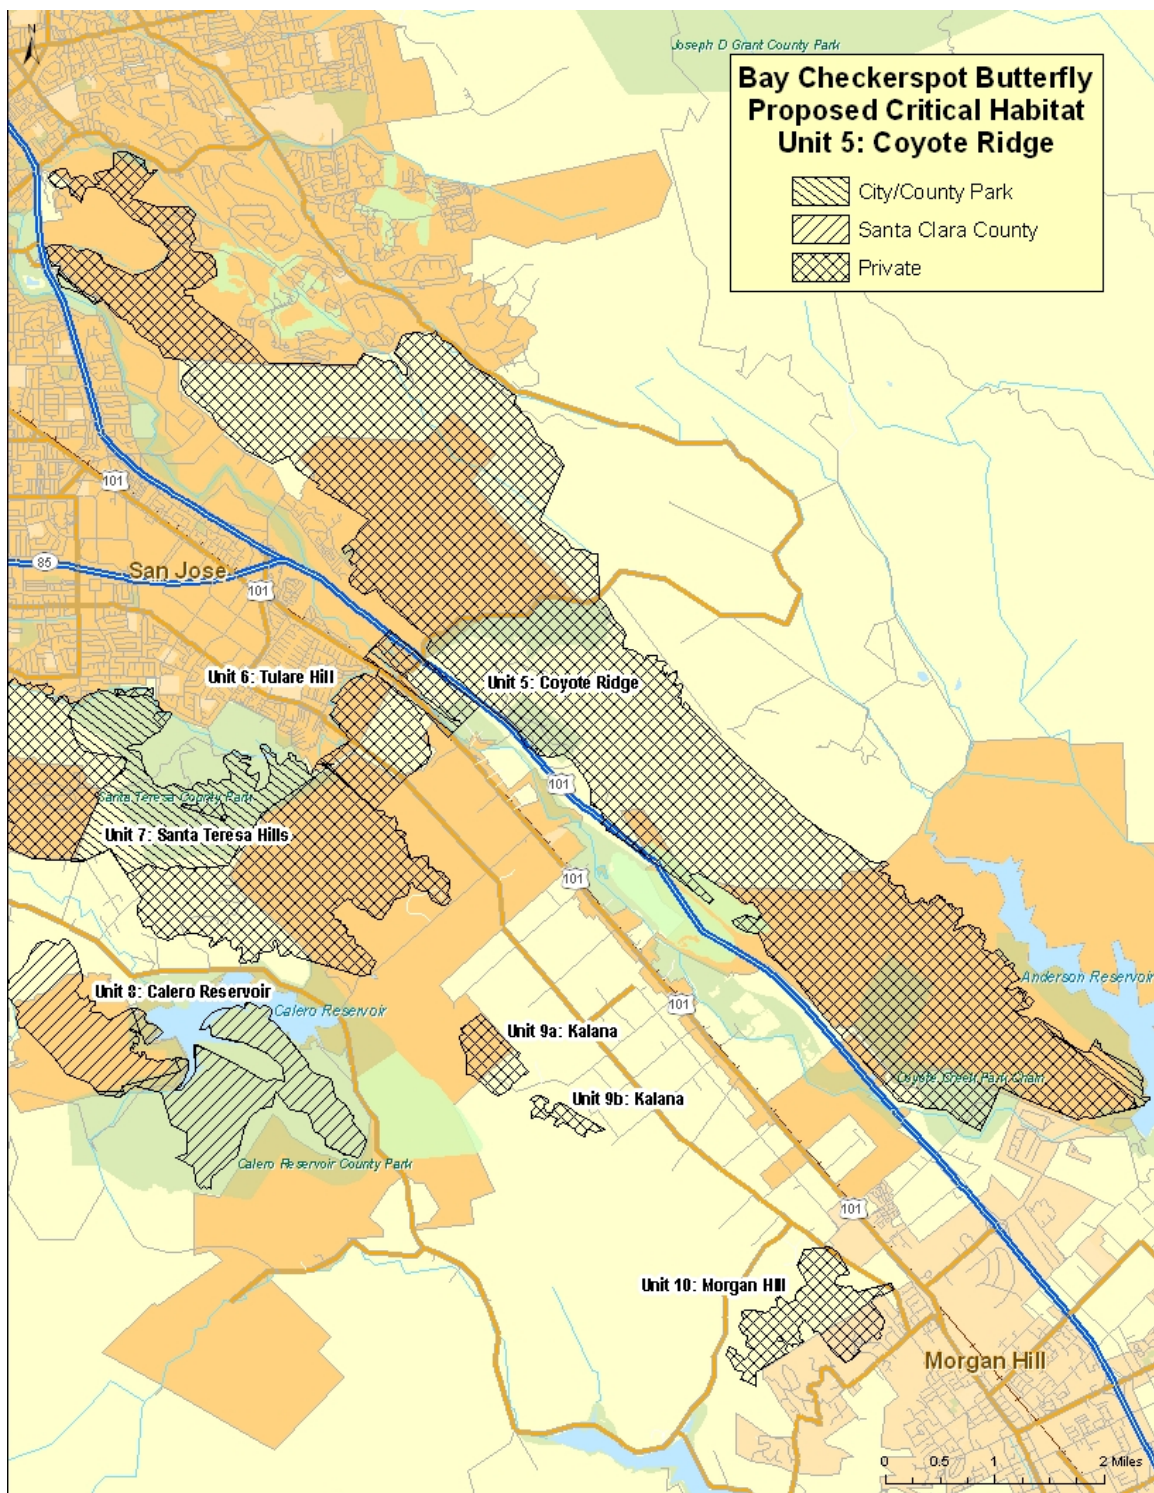 N
Joseph D Grant County Park
Bay Checkerspot Butterfly
Proposed Critical Habitat
Unit 5: Coyote Ridge
City/County Park
Santa Clara County
Private
101
85
San Jose
101
Unit 6: Tulare Hill
Unit 5: Coyote Ridge
101
Santa Teresa County Park
Unit 7: Santa Teresa Hills
101
Unit 8: Calero Reservoir
Calero Reservoir
Anderson Reservoir
101
Unit 9a: Kalana
Coyote Creek Park Chain
Unit 9b: Kalana
Calero Reservoir County Park
101
Unit 10: Morgan Hill
Morgan Hill
0 0.5 1 2 Miles